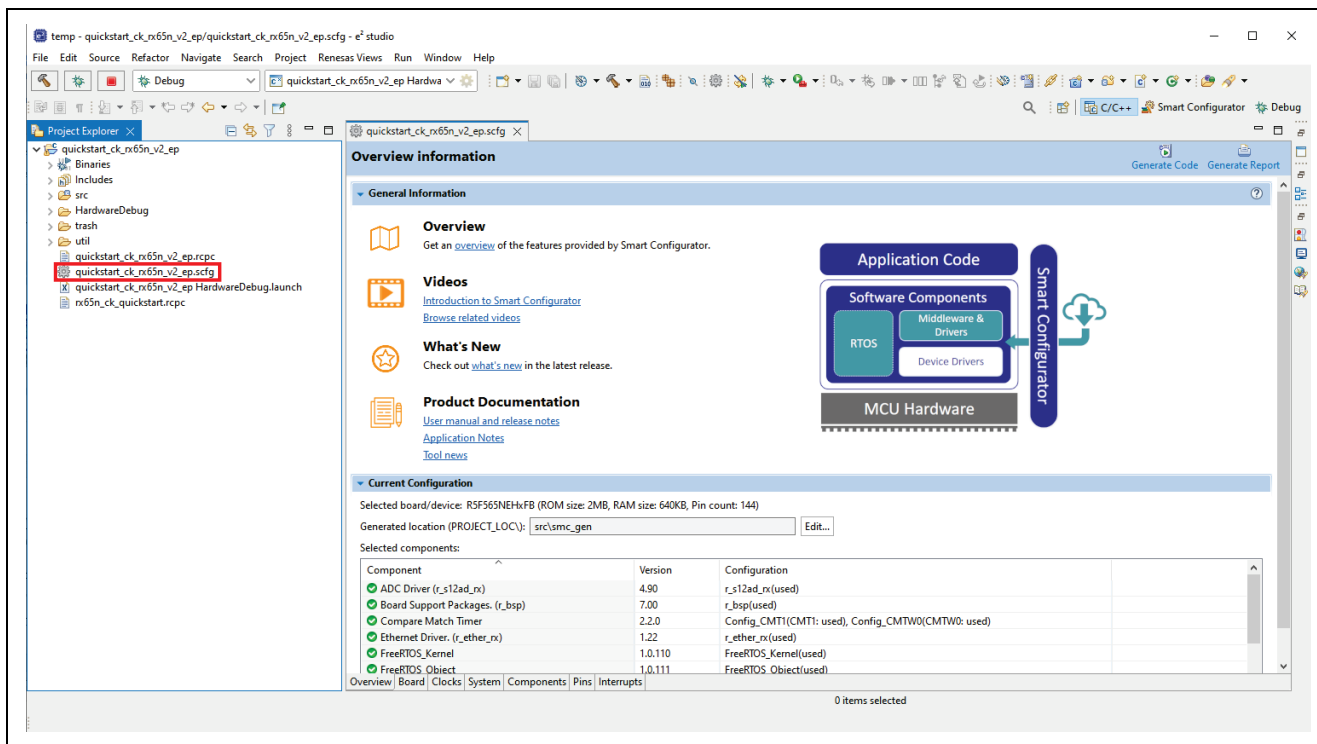 temp - quickstart_ck_rx65n_v2_ep/quickstart_ck_rx65n_v2_ep.scfg - e² studio
File Edit Source Refactor Navigate Search Project Renesas Views Run Window Help
Debug
quickstart_ck_rx65n_v2_ep Hardwa
C/C++ Smart Configurator Debug
Project Explorer
quickstart_ck_rx65n_v2_ep
Binaries
Includes
src
HardwareDebug
trash
util
quickstart_ck_rx65n_v2_ep.rcpc
quickstart_ck_rx65n_v2_ep.scfg
quickstart_ck_rx65n_v2_ep HardwareDebug.launch
rx65n_ck_quickstart.rcpc
quickstart_ck_rx65n_v2_ep.scfg
Overview information
Generate Code Generate Report
General Information
Overview
Get an overview of the features provided by Smart Configurator.
Videos
Introduction to Smart Configurator
Browse related videos
What's New
Check out what's new in the latest release.
Product Documentation
User manual and release notes
Application Notes
Tool news
Application Code
Software Components
RTOS
Middleware &
Drivers
Device Drivers
MCU Hardware
Smart Configurator
Current Configuration
Selected board/device: R5F565NEHxFB (ROM size: 2MB, RAM size: 640KB, Pin count: 144)
Generated location (PROJECT_LOC\): src\smc_gen Edit...
Selected components:
Component Version Configuration
ADC Driver (r_s12ad_rx) 4.90 r_s12ad_rx(used)
Board Support Packages. (r_bsp) 7.00 r_bsp(used)
Compare Match Timer 2.2.0 Config_CMT1(CMT1: used), Config_CMTW0(CMTW0: used)
Ethernet Driver. (r_ether_rx) 1.22 r_ether_rx(used)
FreeRTOS_Kernel 1.0.110 FreeRTOS_Kernel(used)
FreeRTOS_Object 1.0.111 FreeRTOS_Object(used)
Overview Board Clocks System Components Pins Interrupts
0 items selected